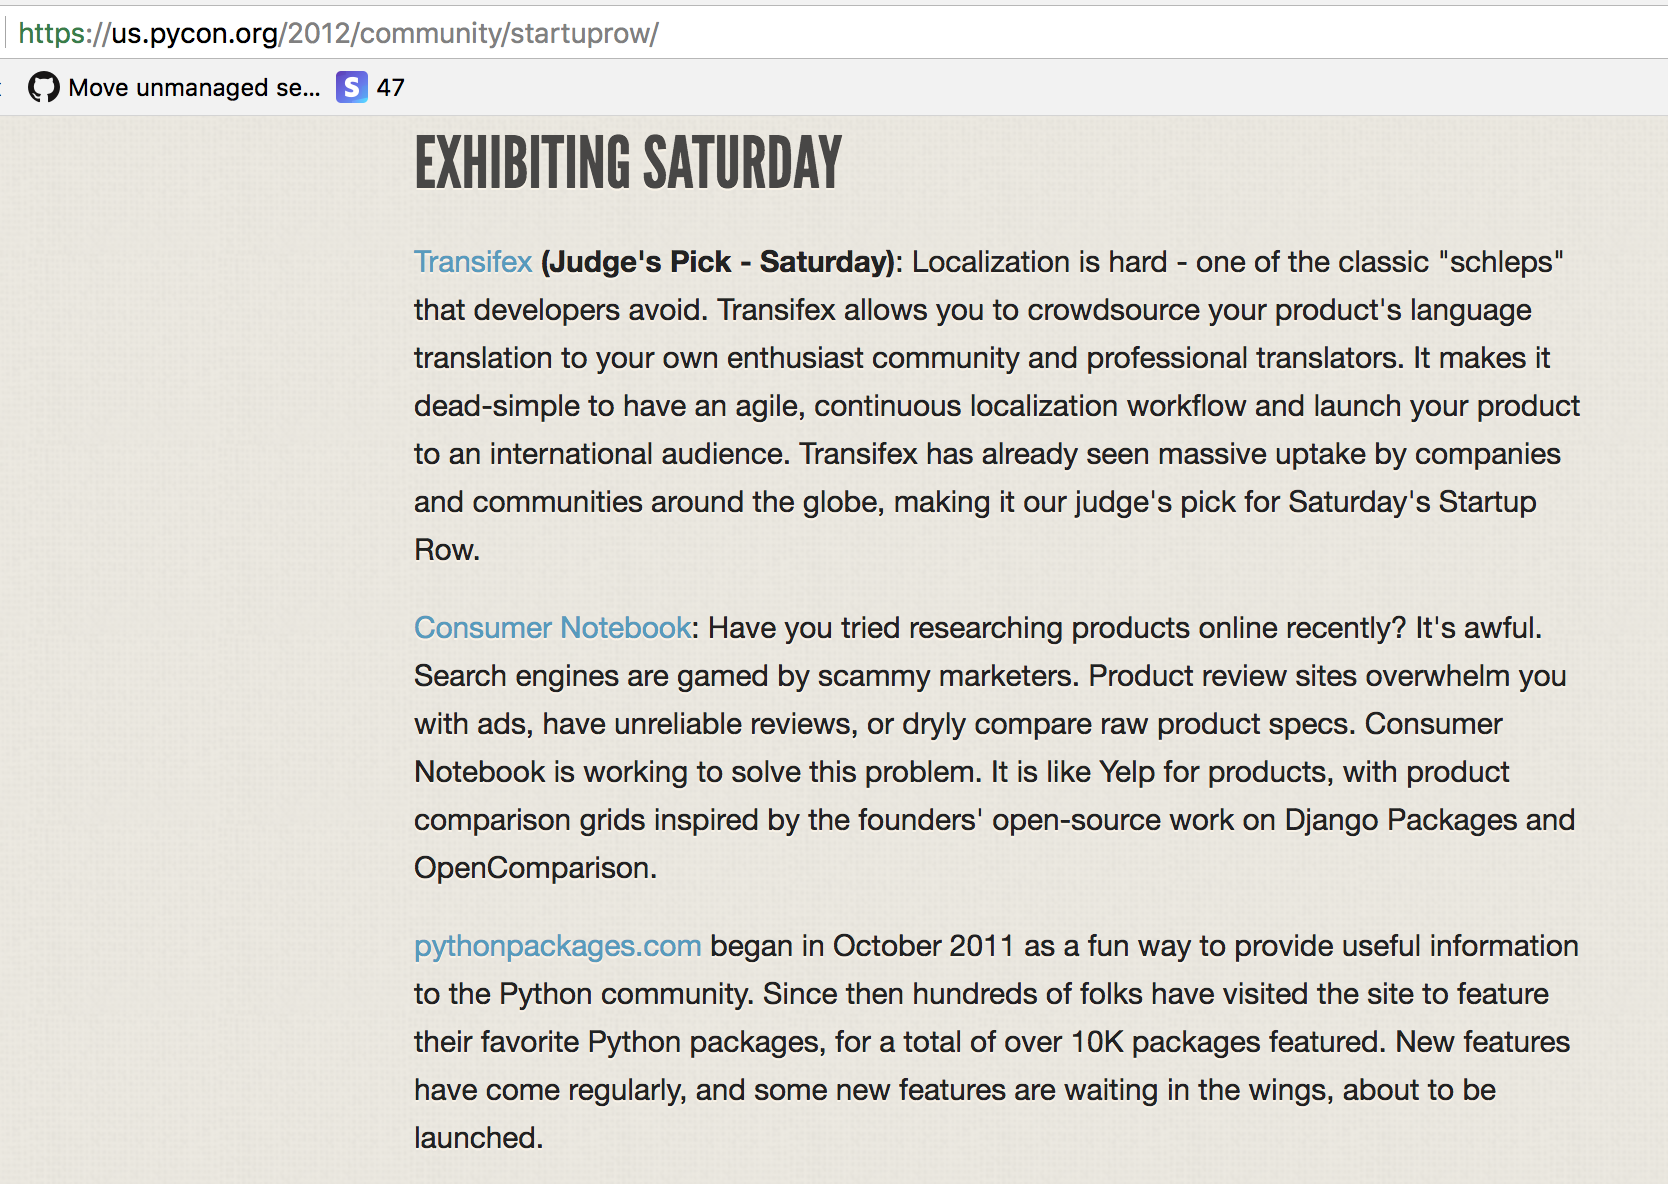 https://us.pycon.org/2012/community/startuprow/
Move unmanaged se... S 47
EXHIBITING SATURDAY
Transifex (Judge's Pick - Saturday): Localization is hard - one of the classic "schleps"
that developers avoid. Transifex allows you to crowdsource your product's language
translation to your own enthusiast community and professional translators. It makes it
dead-simple to have an agile, continuous localization workflow and launch your product
to an international audience. Transifex has already seen massive uptake by companies
and communities around the globe, making it our judge's pick for Saturday's Startup
Row.
Consumer Notebook: Have you tried researching products online recently? It's awful.
Search engines are gamed by scammy marketers. Product review sites overwhelm you
with ads, have unreliable reviews, or dryly compare raw product specs. Consumer
Notebook is working to solve this problem. It is like Yelp for products, with product
comparison grids inspired by the founders' open-source work on Django Packages and
OpenComparison.
pythonpackages.com began in October 2011 as a fun way to provide useful information
to the Python community. Since then hundreds of folks have visited the site to feature
their favorite Python packages, for a total of over 10K packages featured. New features
have come regularly, and some new features are waiting in the wings, about to be
launched.